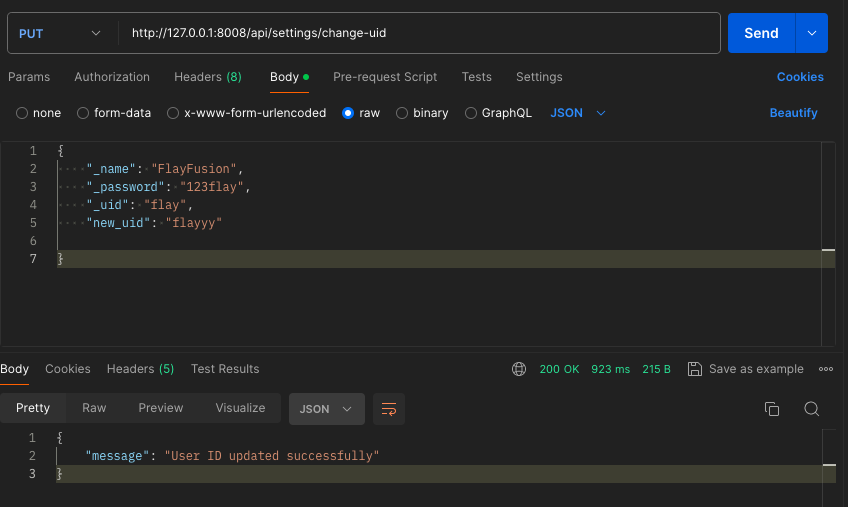 PUT http://127.0.0.1:8008/api/settings/change-uid Send
Params Authorization Headers (8) Body Pre-request Script Tests Settings Cookies
none form-data x-www-form-urlencoded raw binary GraphQL JSON Beautify
1 {
2 ····"_name":·"FlayFusion",
3 ····"_password":·"123flay",
4 ····"_uid":·"flay",
5 ····"new_uid":·"flayyy"
6
7 }
Body Cookies Headers (5) Test Results 200 OK 923 ms 215 B Save as example
Pretty Raw Preview Visualize JSON
1 {
2 "message": "User ID updated successfully"
3 }